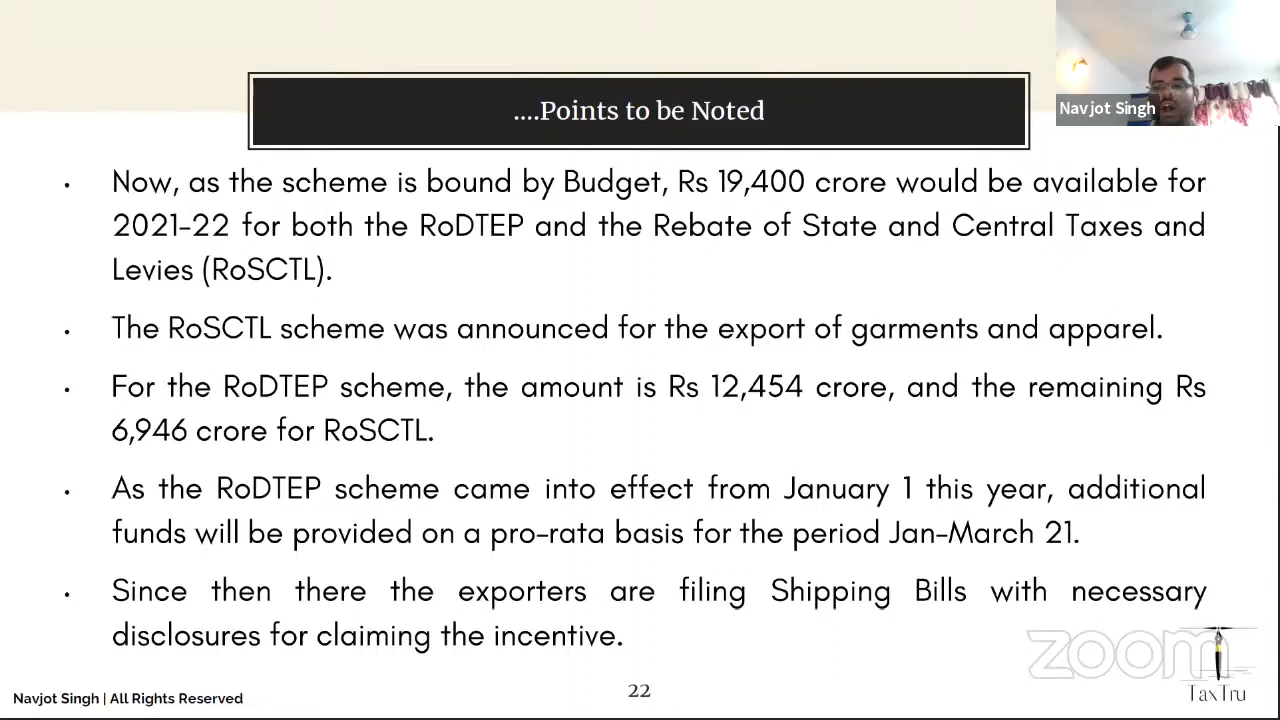 ....Points to be Noted
Navjot Singh
• Now, as the scheme is bound by Budget, Rs 19,400 crore would be available for
2021-22 for both the RoDTEP and the Rebate of State and Central Taxes and
Levies (RoSCTL).
• The RoSCTL scheme was announced for the export of garments and apparel.
• For the RoDTEP scheme, the amount is Rs 12,454 crore, and the remaining Rs
6,946 crore for RoSCTL.
• As the RoDTEP scheme came into effect from January 1 this year, additional
funds will be provided on a pro-rata basis for the period Jan-March 21.
• Since then there the exporters are filing Shipping Bills with necessary
disclosures for claiming the incentive.
zoom
Navjot Singh | All Rights Reserved
22
TaxTru